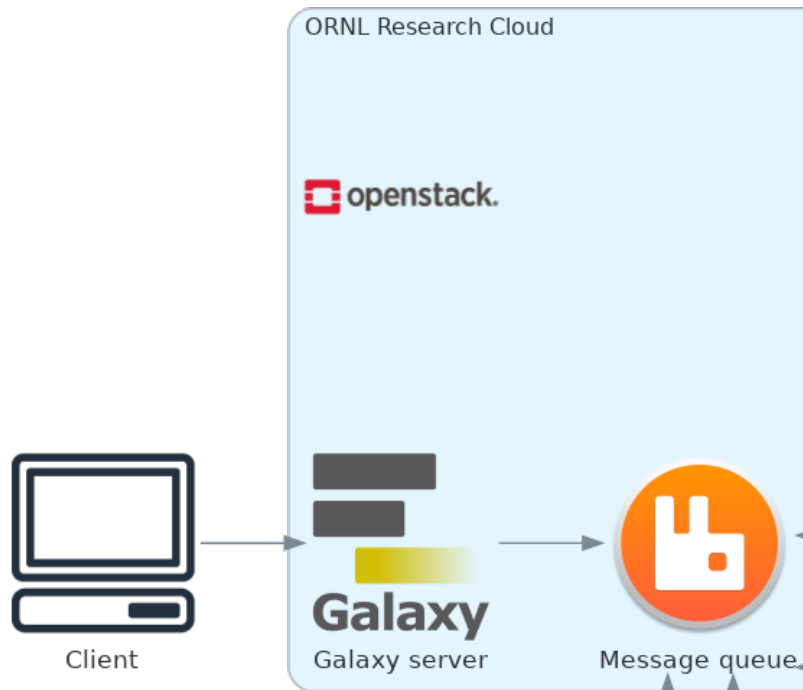 ORNL Research Cloud
openstack.
Galaxy
Client
Galaxy server
Message queue